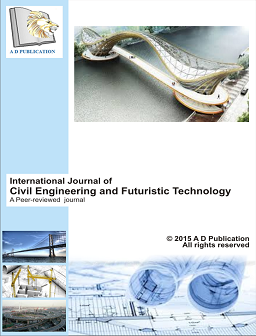 A D PUBLICATION
International Journal of
Civil Engineering and Futuristic Technology
A Peer-reviewed journal
© 2015 A D Publication
All rights reserved